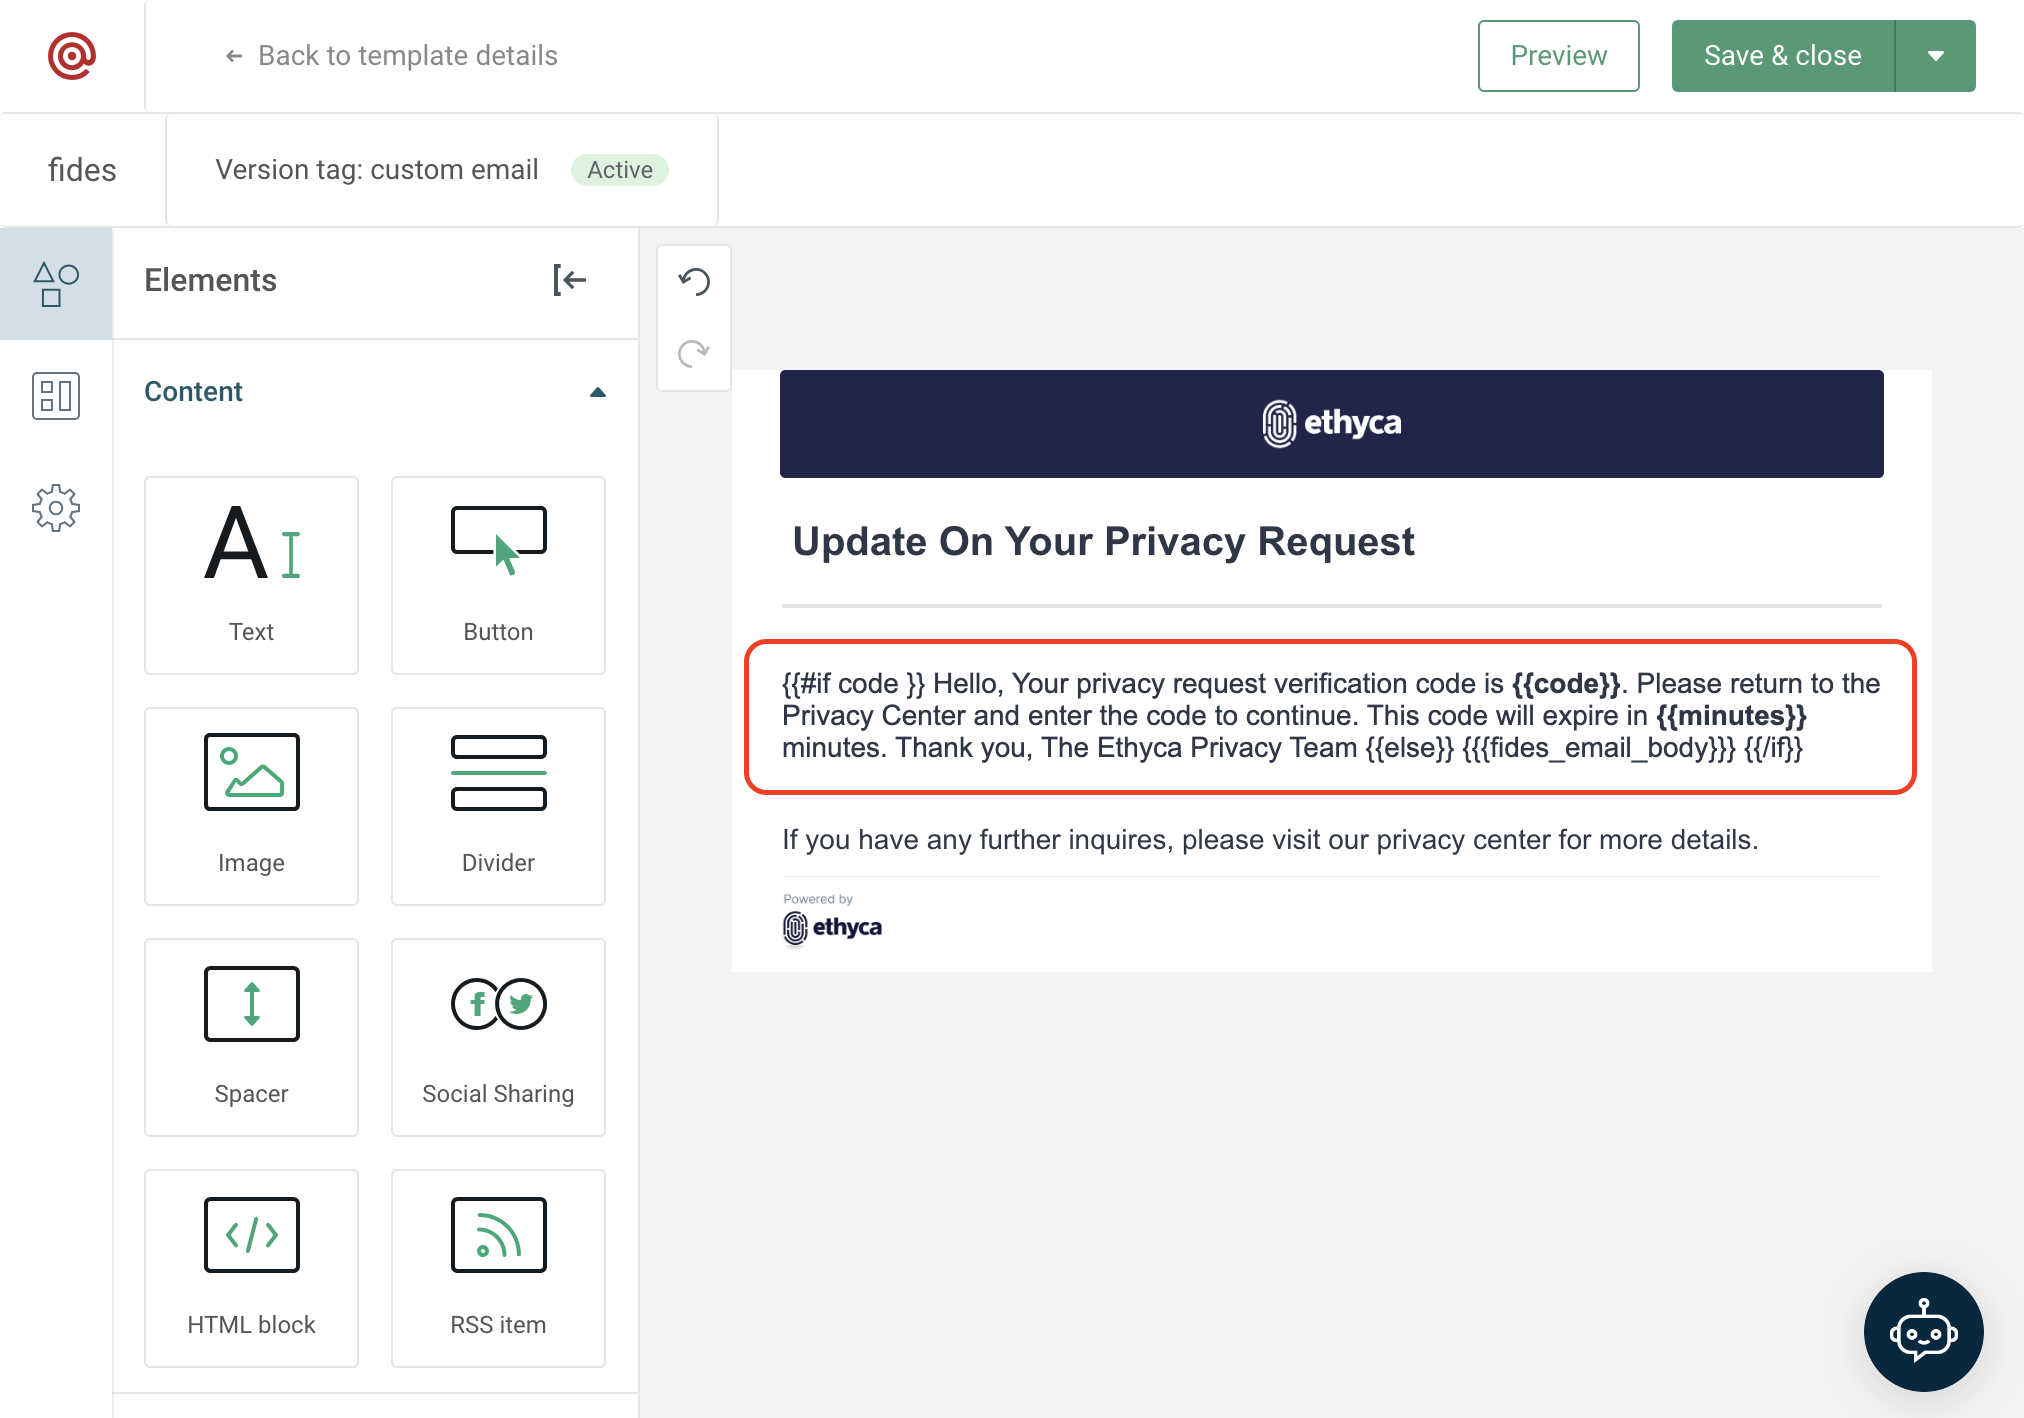 ← Back to template details
Preview
Save & close
fides
Version tag: custom email
Active
Elements
Content
Text
Button
Image
Divider
Spacer
Social Sharing
HTML block
RSS item
ethyca
Update On Your Privacy Request
{{#if code }} Hello, Your privacy request verification code is {{code}}. Please return to the
Privacy Center and enter the code to continue. This code will expire in {{minutes}}
minutes. Thank you, The Ethyca Privacy Team {{else}} {{{fides_email_body}}} {{/if}}
If you have any further inquires, please visit our privacy center for more details.
Powered by
ethyca